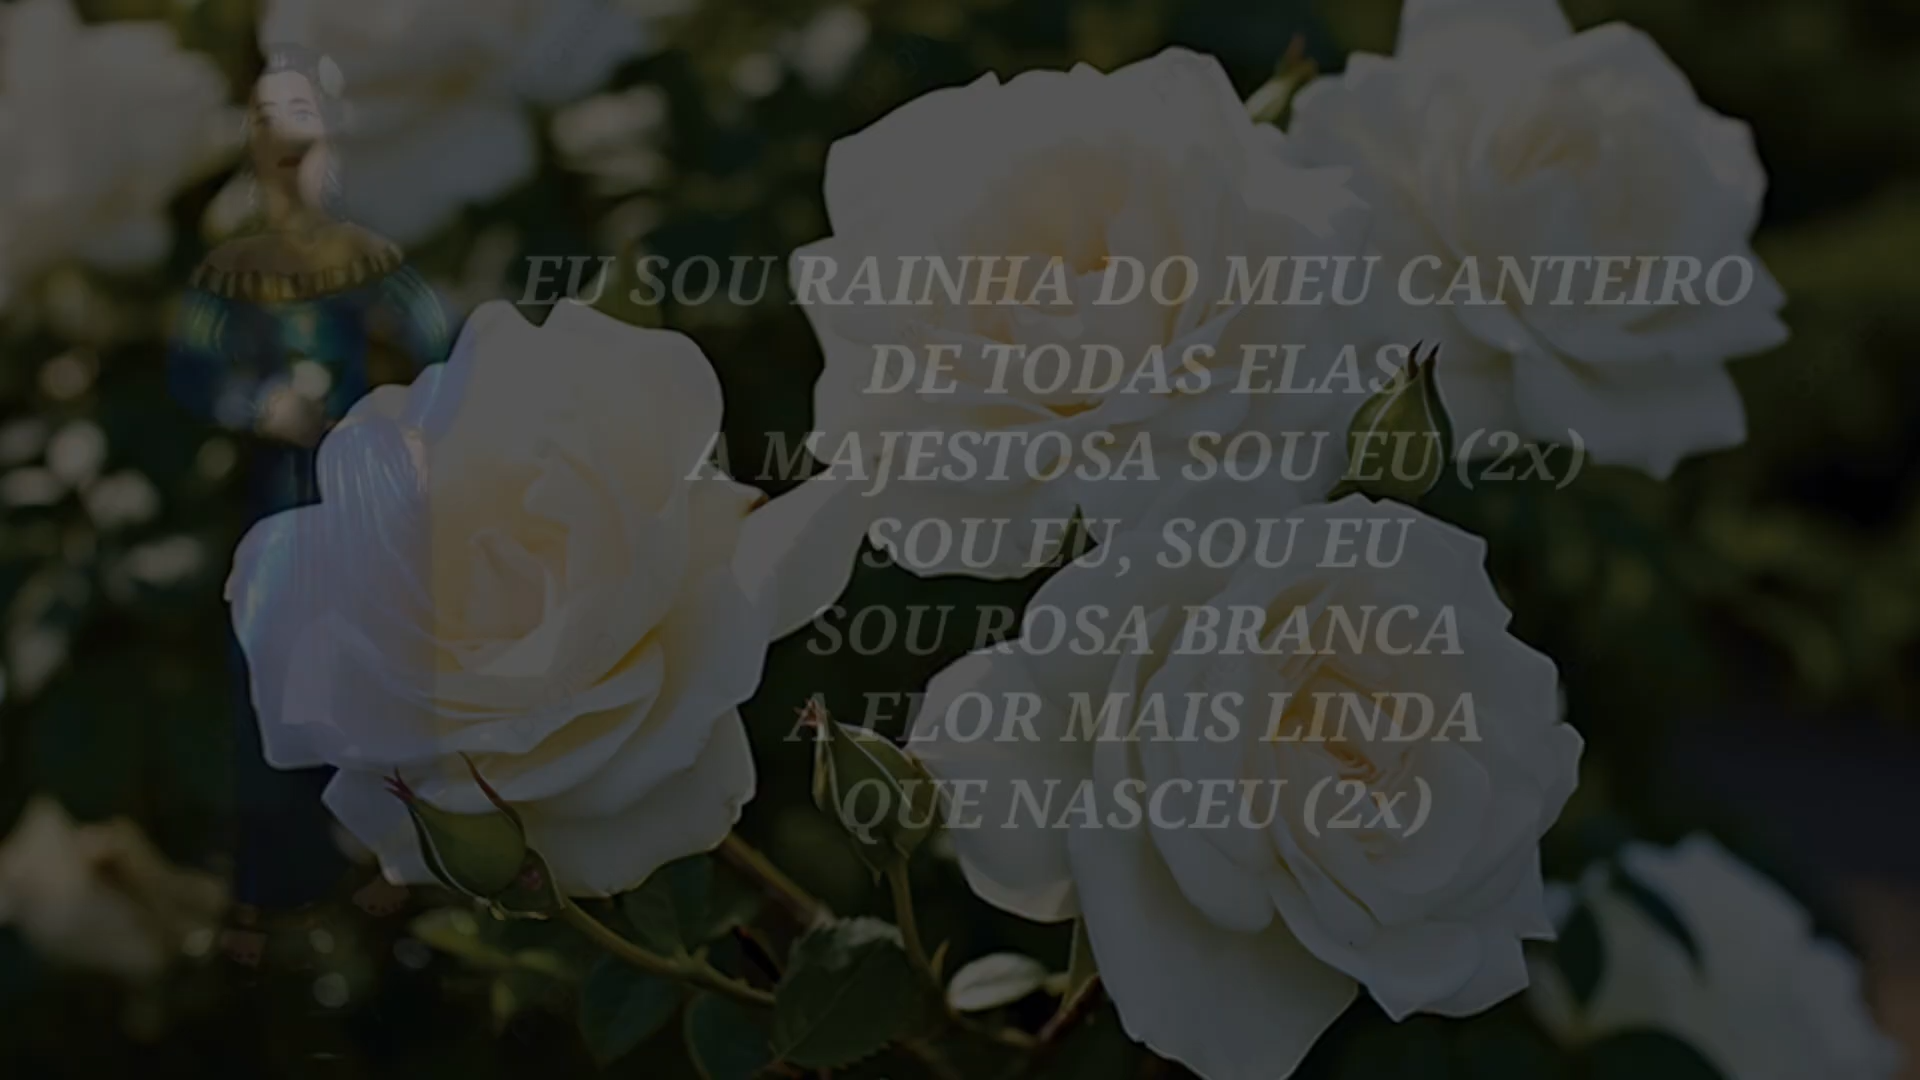 EU SOU RAINHA DO MEU CANTEIRO
DE TODAS ELAS
A MAJESTOSA SOU EU (2x)
SOU EU, SOU EU
SOU ROSA BRANCA
A FLOR MAIS LINDA
QUE NASCEU (2x)